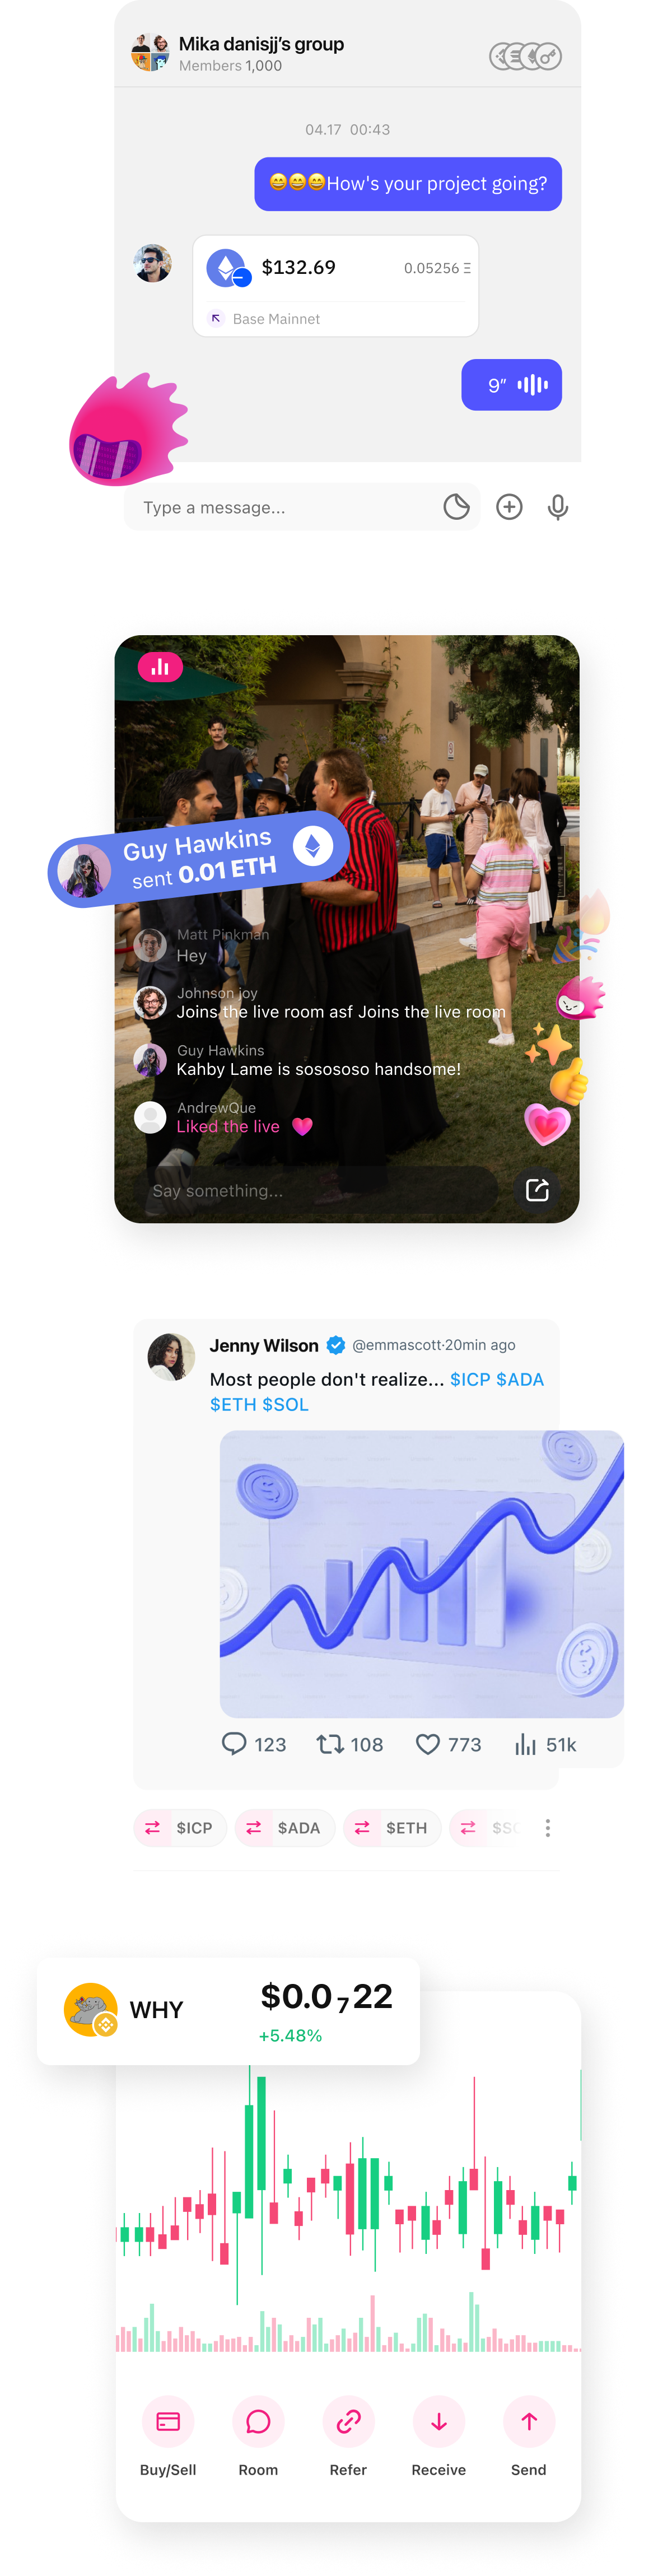 Mika danisjj's group
Members 1,000
04.17 00:43
😄😄😄How's your project going?
$132.69
0.05256 Ξ
Base Mainnet
9″
Type a message...
Guy Hawkins
sent 0.01 ETH
Matt Pinkman
Hey
Johnson joy
Joins the live room asf Joins the live room
Guy Hawkins
Kahby Lame is sosososo handsome!
AndrewQue
Liked the live
Say something...
Jenny Wilson @emmascott·20min ago
Most people don't realize... $ICP $ADA
$ETH $SOL
123 108 773 51k
$ICP $ADA $ETH
WHY
$0.0₇22
+5.48%
Buy/Sell Room Refer Receive Send